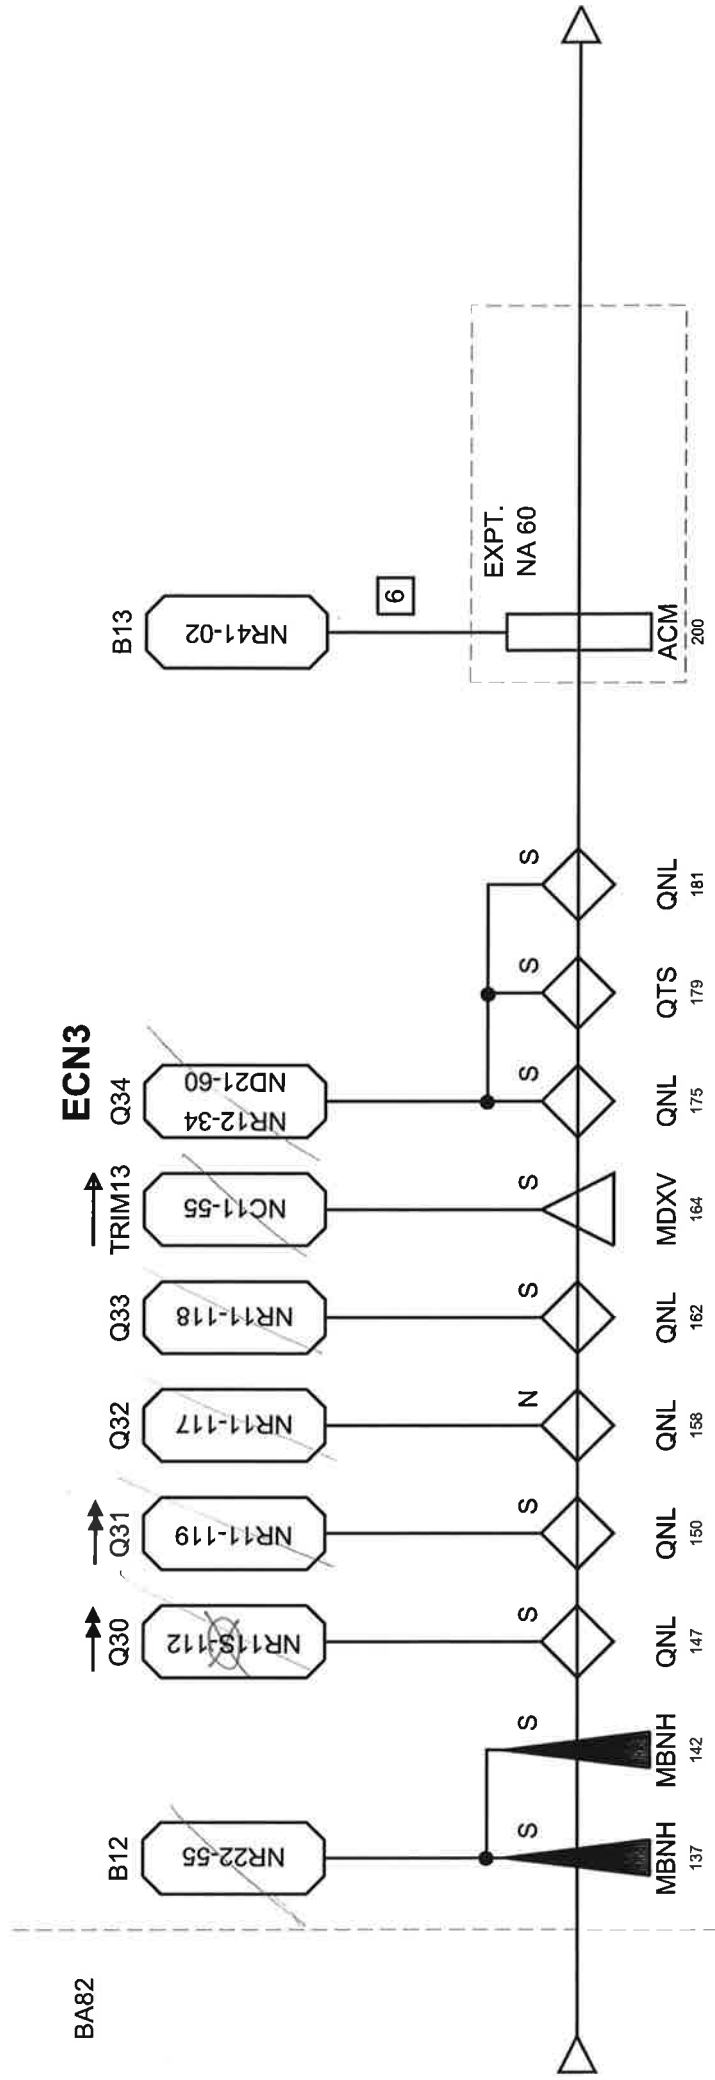 BA82
ECN3
B12
Q30
Q31
Q32
Q33
TRIM13
Q34
B13
NR22-55
NR11S-112
NR11-119
NR11-117
NR11-118
NC11-55
NR12-34
ND21-60
NR41-02
6
EXPT.
NA 60
S
S
S
S
N
S
S
S
S
S
MBNH
137
MBNH
142
QNL
147
QNL
150
QNL
158
QNL
162
MDXV
164
QNL
175
QTS
179
QNL
181
ACM
200